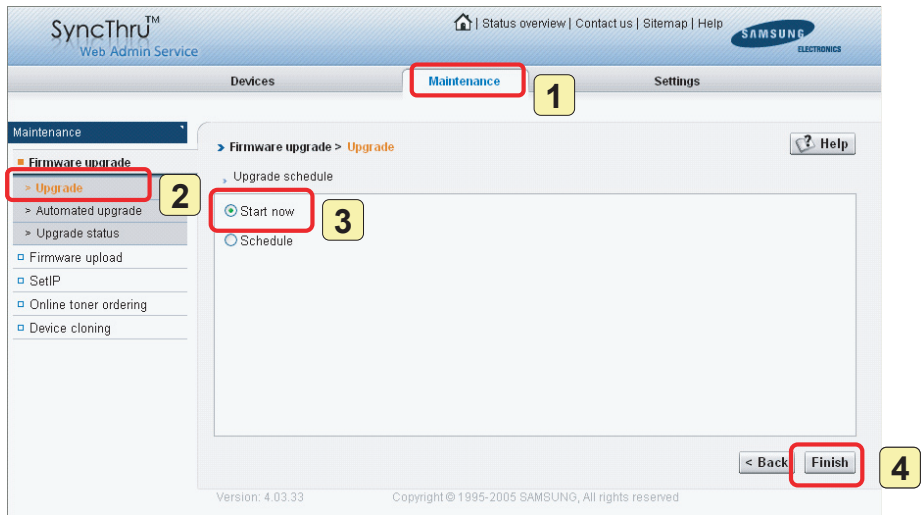 SyncThru™
Web Admin Service
| Status overview | Contact us | Sitemap | Help
SAMSUNG
ELECTRONICS
Devices
Maintenance
1
Settings
Maintenance
Firmware upgrade
> Upgrade
2
> Automated upgrade
> Upgrade status
Firmware upload
SetIP
Online toner ordering
Device cloning
Firmware upgrade > Upgrade
? Help
Upgrade schedule
Start now
3
Schedule
< Back
Finish
4
Version: 4.03.33
Copyright © 1995-2005 SAMSUNG, All rights reserved